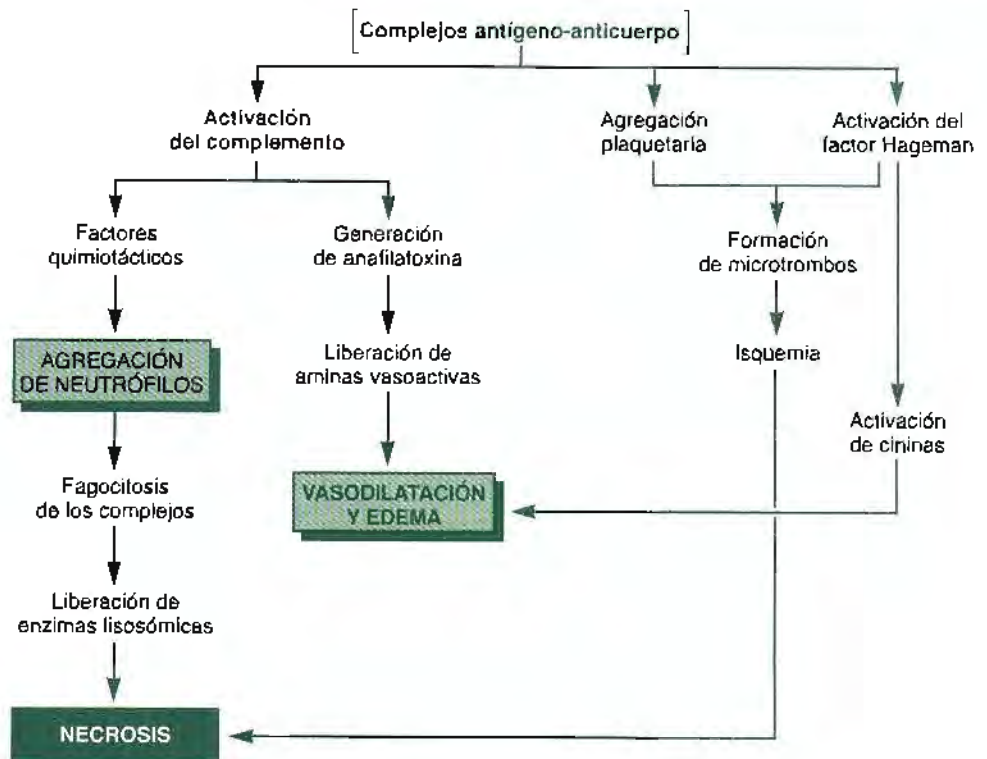 [Complejos antígeno-anticuerpo]
Activación
del complemento
Agregación
plaquetaria
Activación del
factor Hageman
Factores
quimiotácticos
Generación
de anafilatoxina
Formación
de microtrombos
AGREGACIÓN
DE NEUTRÓFILOS
Liberación de
aminas vasoactivas
Isquemia
Activación
de cininas
Fagocitosis
de los complejos
VASODILATACIÓN
Y EDEMA
Liberación de
enzimas lisosómicas
NECROSIS